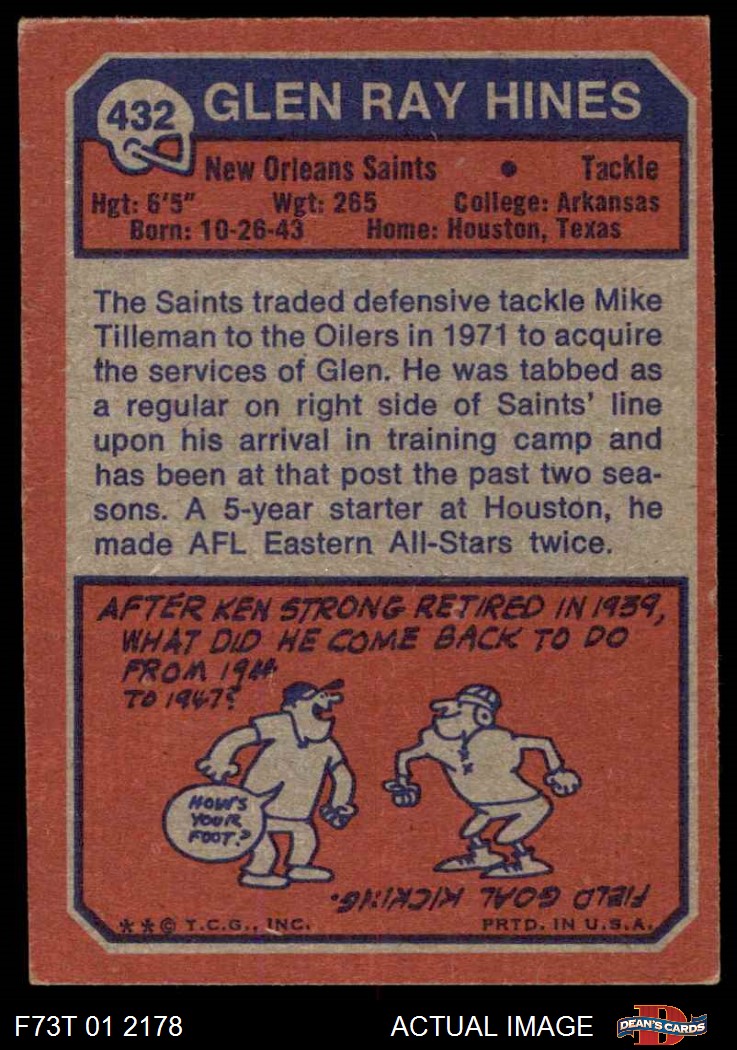 432
GLEN RAY HINES
New Orleans Saints • Tackle
Hgt: 6'5" Wgt: 265 College: Arkansas
Born: 10-26-43 Home: Houston, Texas
The Saints traded defensive tackle Mike
Tilleman to the Oilers in 1971 to acquire
the services of Glen. He was tabbed as
a regular on right side of Saints' line
upon his arrival in training camp and
has been at that post the past two sea-
sons. A 5-year starter at Houston, he
made AFL Eastern All-Stars twice.
AFTER KEN STRONG RETIRED IN 1939,
WHAT DID HE COME BACK TO DO
FROM 1944
TO 1947?
HOW'S
YOUR
FOOT?
FIELD GOAL KICKING.
**© T.C.G., INC. PRTD. IN U.S.A.
F73T 01 2178 ACTUAL IMAGE
D
DEAN'S CARDS